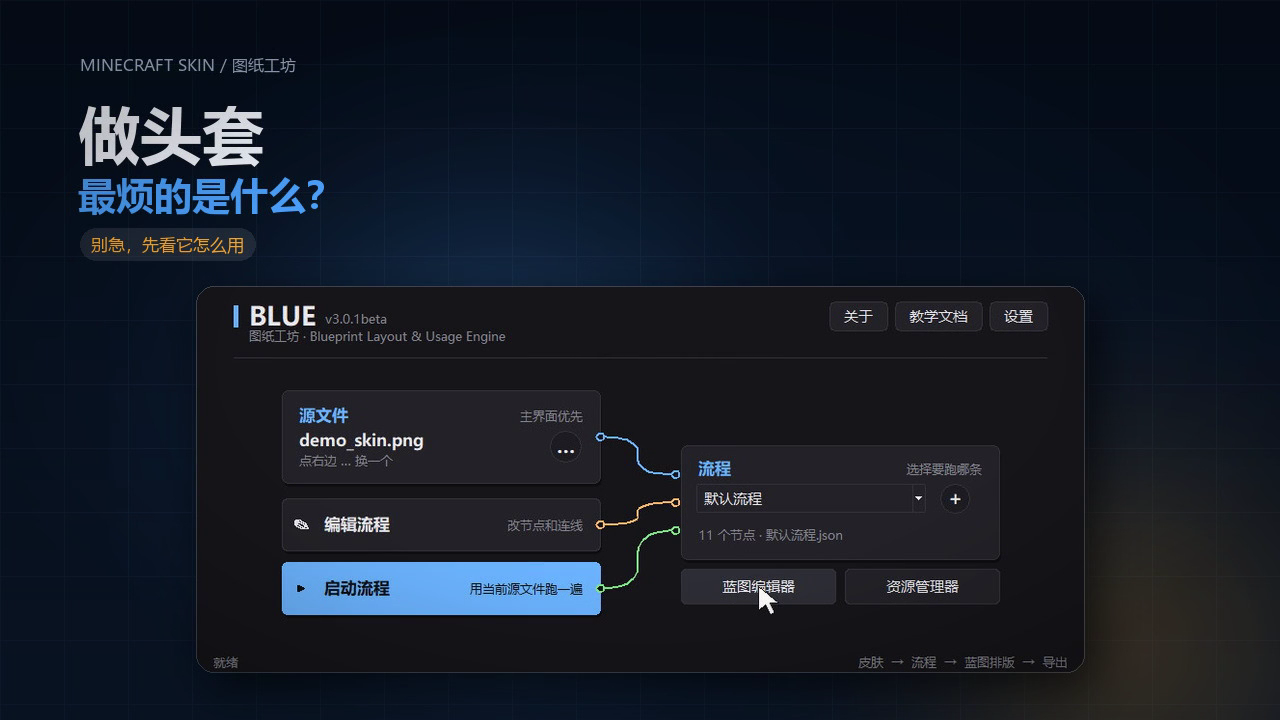 MINECRAFT SKIN / 图纸工坊
做头套
最烦的是什么?
别急，先看它怎么用
BLUE v3.0.1beta
图纸工坊 · Blueprint Layout & Usage Engine
关于 教学文档 设置
源文件 主界面优先
demo_skin.png ...
点右边 ... 换一个
编辑流程 改节点和连线
启动流程 用当前源文件跑一遍
流程 选择要跑哪条
默认流程 +
11 个节点 · 默认流程.json
蓝图编辑器 资源管理器
就绪 皮肤 → 流程 → 蓝图排版 → 导出